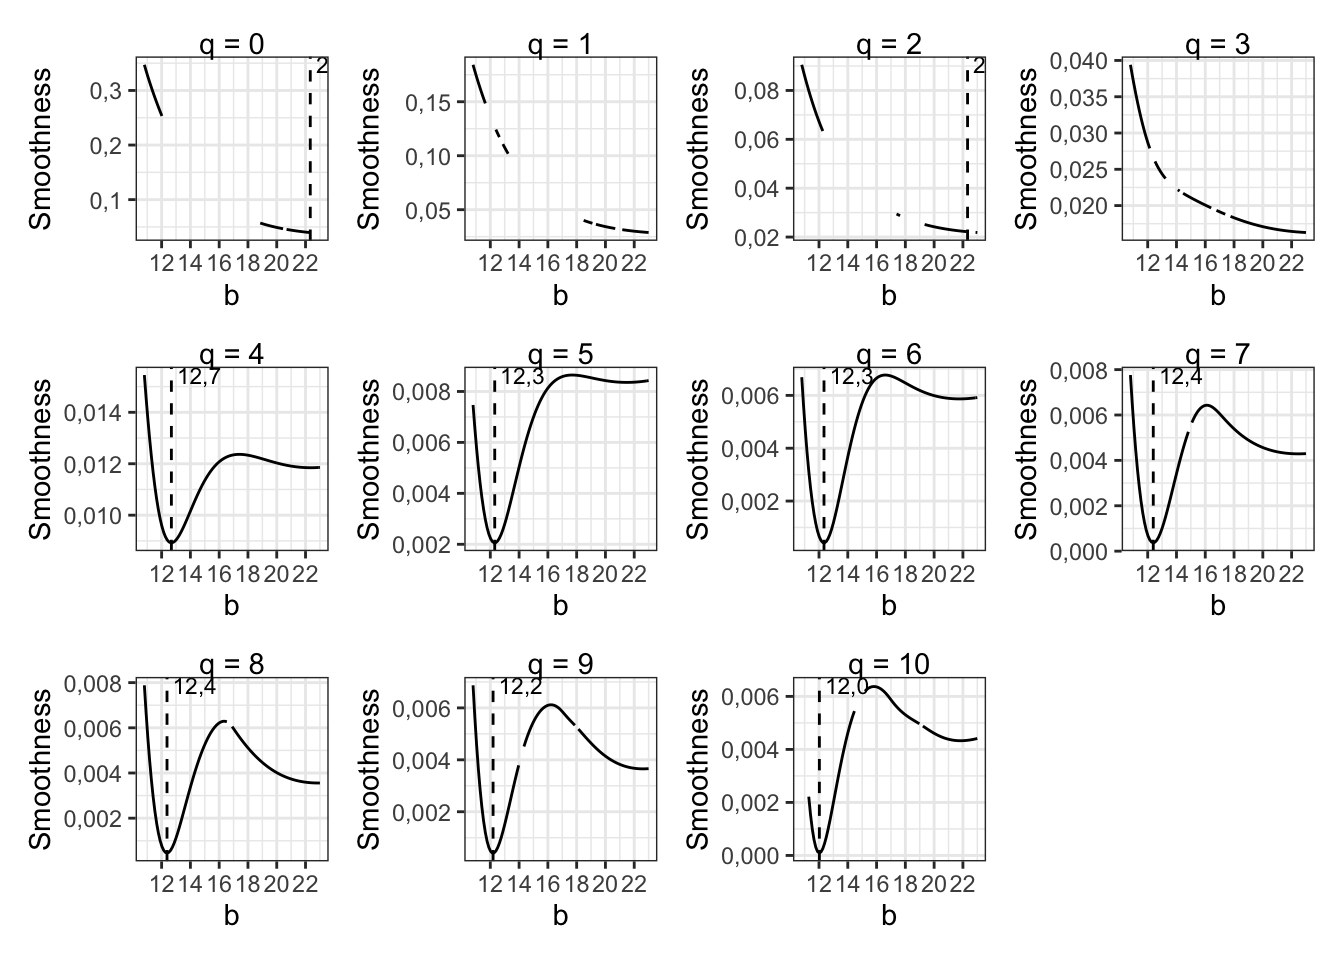 q = 0
Smoothness
0,3
0,2
0,1
2
12 14 16 18 20 22
b
q = 1
Smoothness
0,15
0,10
0,05
12 14 16 18 20 22
b
q = 2
Smoothness
0,08
0,06
0,04
0,02
2
12 14 16 18 20 22
b
q = 3
Smoothness
0,040
0,035
0,030
0,025
0,020
12 14 16 18 20 22
b
q = 4
Smoothness
0,014
0,012
0,010
12,7
12 14 16 18 20 22
b
q = 5
Smoothness
0,008
0,006
0,004
0,002
12,3
12 14 16 18 20 22
b
q = 6
Smoothness
0,006
0,004
0,002
12,3
12 14 16 18 20 22
b
q = 7
Smoothness
0,008
0,006
0,004
0,002
0,000
12,4
12 14 16 18 20 22
b
q = 8
Smoothness
0,008
0,006
0,004
0,002
12,4
12 14 16 18 20 22
b
q = 9
Smoothness
0,006
0,004
0,002
12,2
12 14 16 18 20 22
b
q = 10
Smoothness
0,006
0,004
0,002
0,000
12,0
12 14 16 18 20 22
b